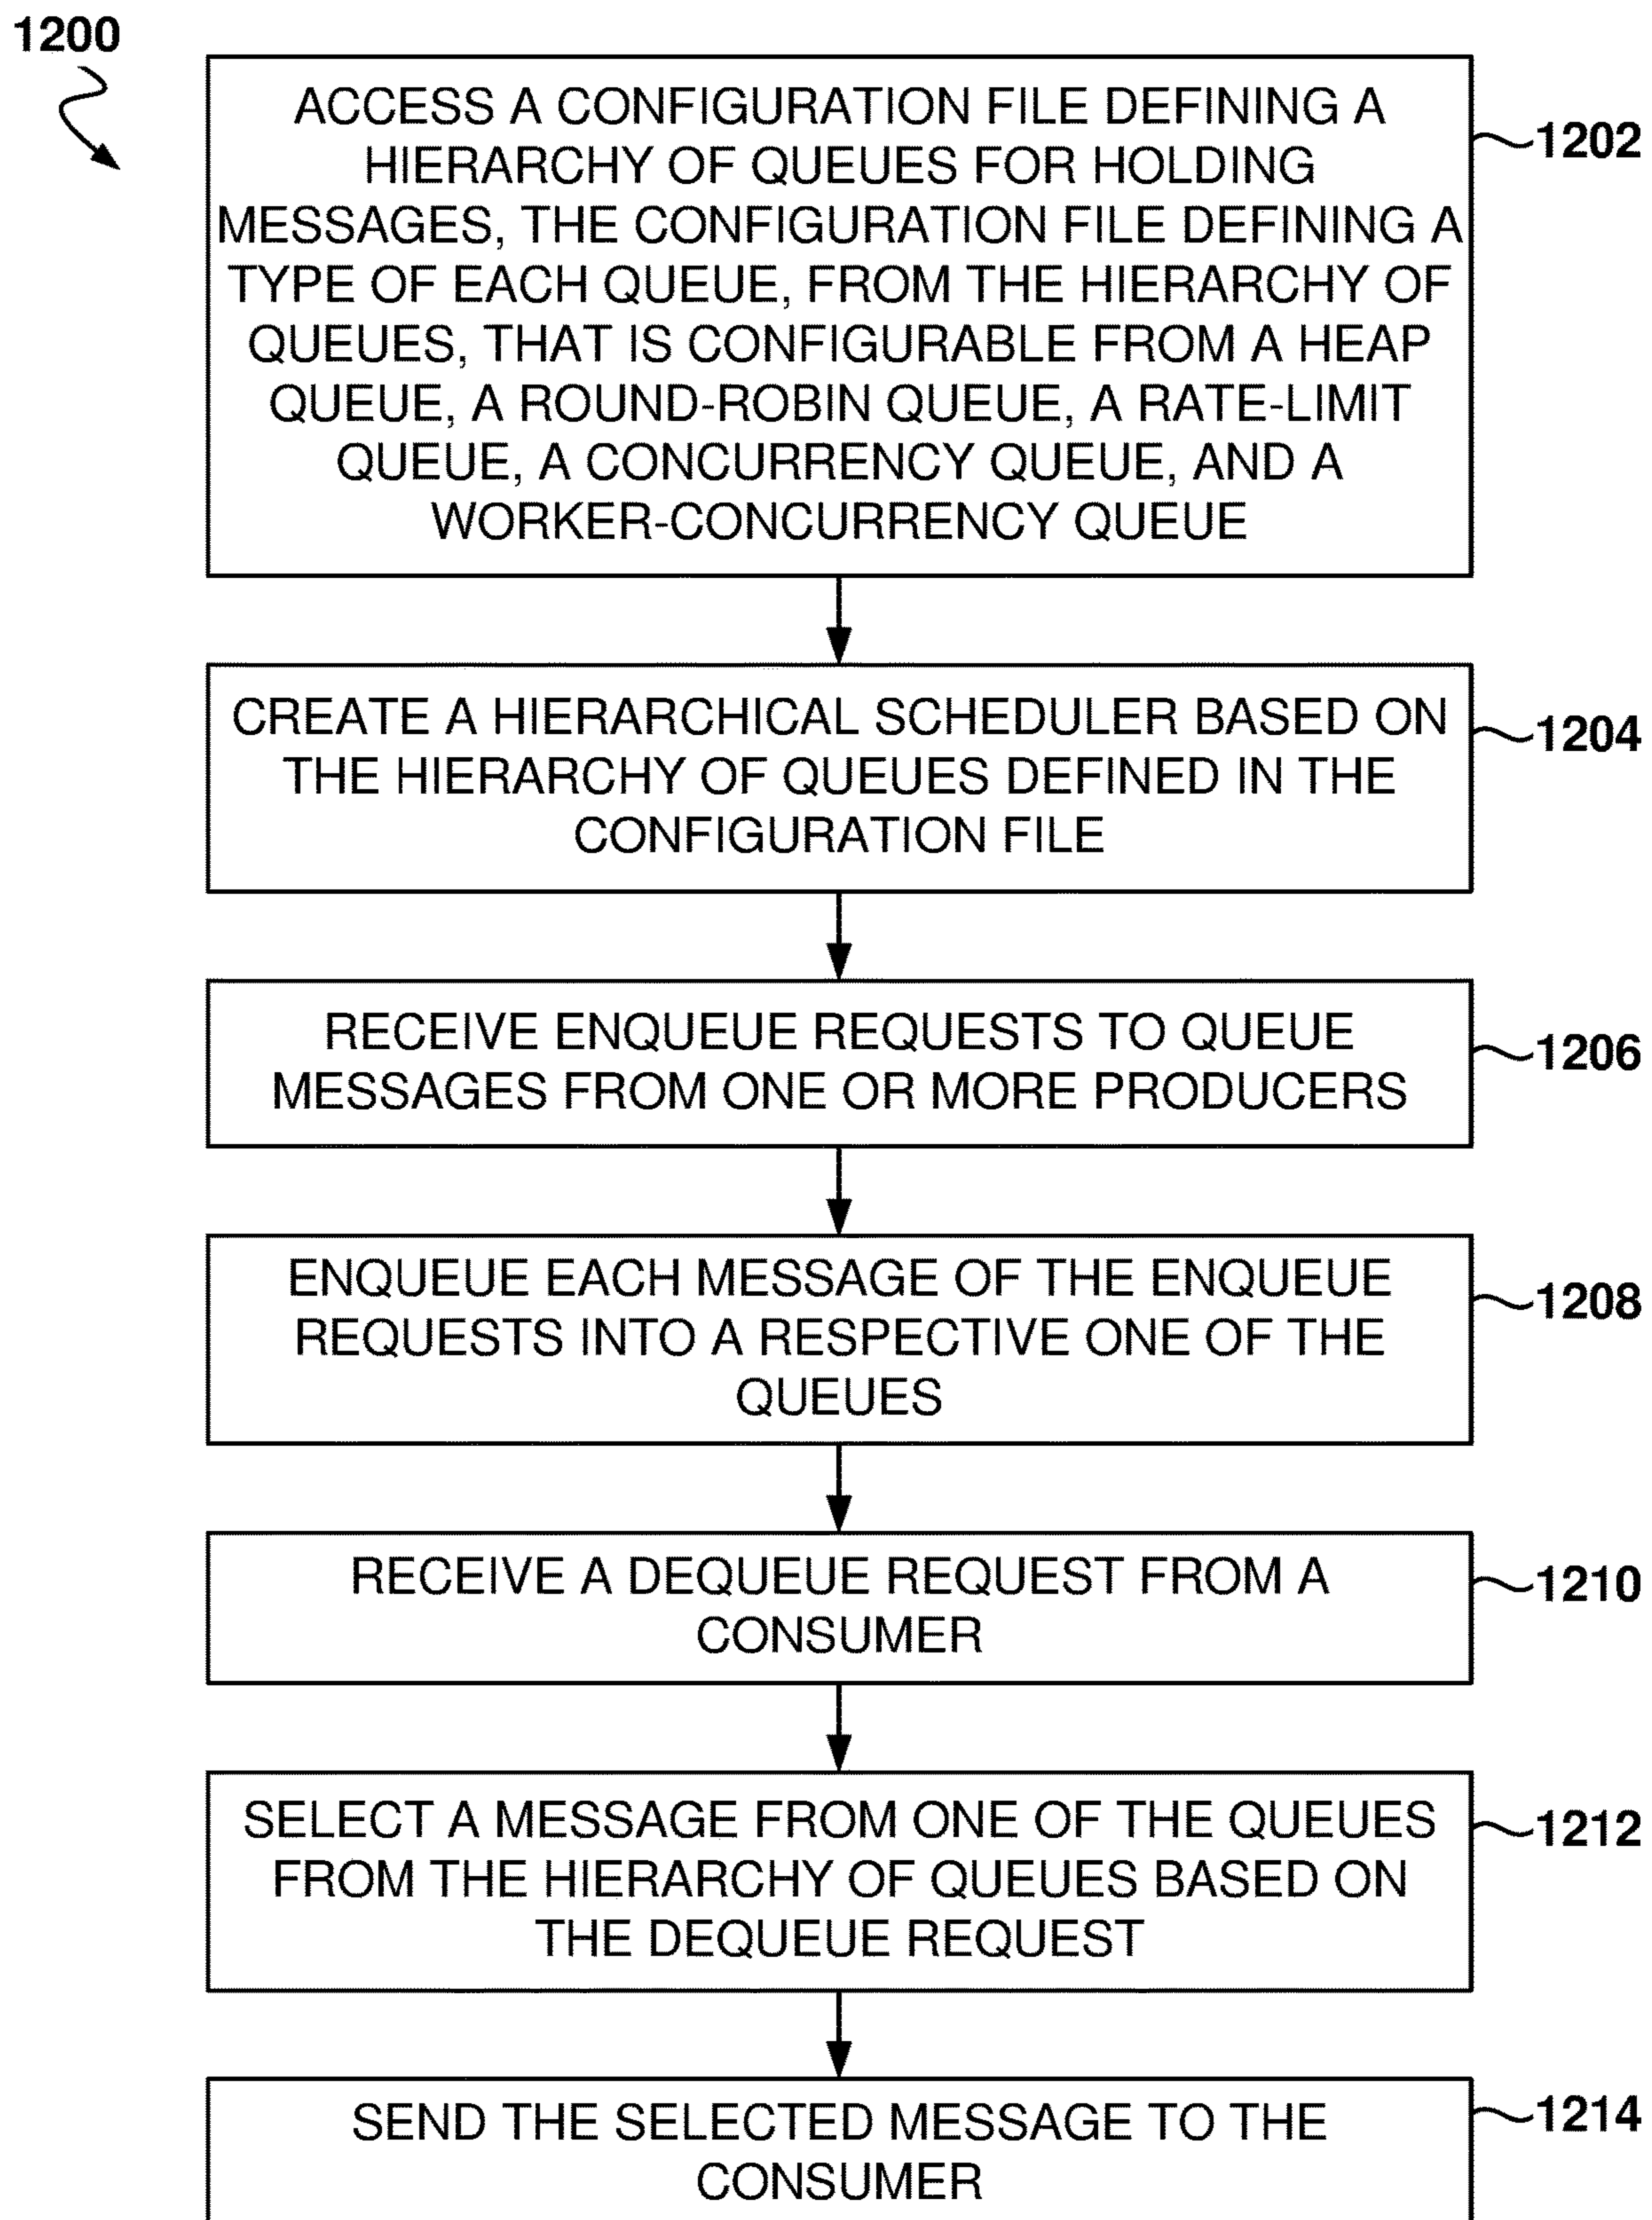 1200
ACCESS A CONFIGURATION FILE DEFINING A
HIERARCHY OF QUEUES FOR HOLDING
MESSAGES, THE CONFIGURATION FILE DEFINING A
TYPE OF EACH QUEUE, FROM THE HIERARCHY OF
QUEUES, THAT IS CONFIGURABLE FROM A HEAP
QUEUE, A ROUND-ROBIN QUEUE, A RATE-LIMIT
QUEUE, A CONCURRENCY QUEUE, AND A
WORKER-CONCURRENCY QUEUE
1202
CREATE A HIERARCHICAL SCHEDULER BASED ON
THE HIERARCHY OF QUEUES DEFINED IN THE
CONFIGURATION FILE
1204
RECEIVE ENQUEUE REQUESTS TO QUEUE
MESSAGES FROM ONE OR MORE PRODUCERS
1206
ENQUEUE EACH MESSAGE OF THE ENQUEUE
REQUESTS INTO A RESPECTIVE ONE OF THE
QUEUES
1208
RECEIVE A DEQUEUE REQUEST FROM A
CONSUMER
1210
SELECT A MESSAGE FROM ONE OF THE QUEUES
FROM THE HIERARCHY OF QUEUES BASED ON
THE DEQUEUE REQUEST
1212
SEND THE SELECTED MESSAGE TO THE
CONSUMER
1214